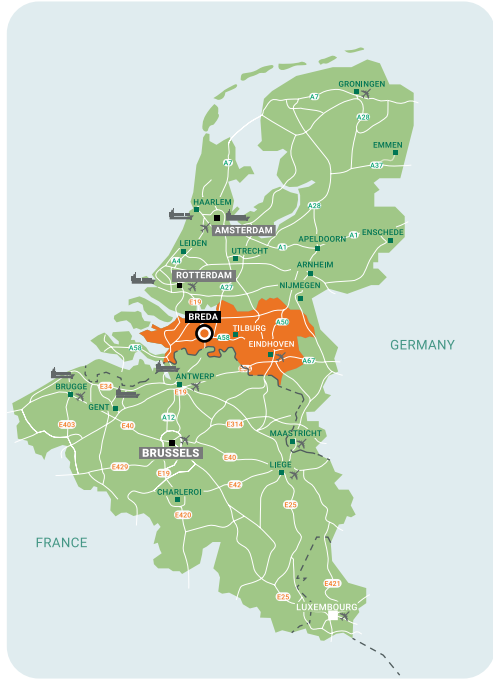 GRONINGEN
A7
A28
EMMEN
A37
A7
HAARLEM
A28
AMSTERDAM
ENSCHEDE
A1
APELDOORN
LEIDEN
A1
UTRECHT
A4
ARNHEIM
ROTTERDAM
NIJMEGEN
A27
E19
BREDA
A50
TILBURG
A58
EINDHOVEN
GERMANY
A58
A67
ANTWERP
BRUGGE
E34
E19
GENT
A12
E403
E40
E314
MAASTRICHT
BRUSSELS
E40
LIEGE
E429
E19
E42
CHARLEROI
E25
E420
FRANCE
E421
E25
LUXEMBOURG